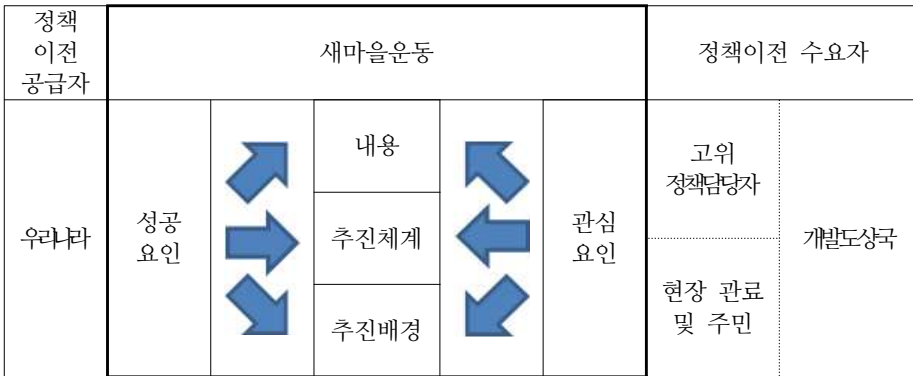 정책
이전
공급자
새마을운동
정책이전 수요자
우리나라
성공
요인
내용
추진체계
추진배경
관심
요인
고위
정책담당자
현장 관료
및 주민
개발도상국